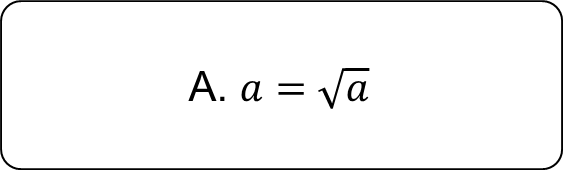 A. a = √a